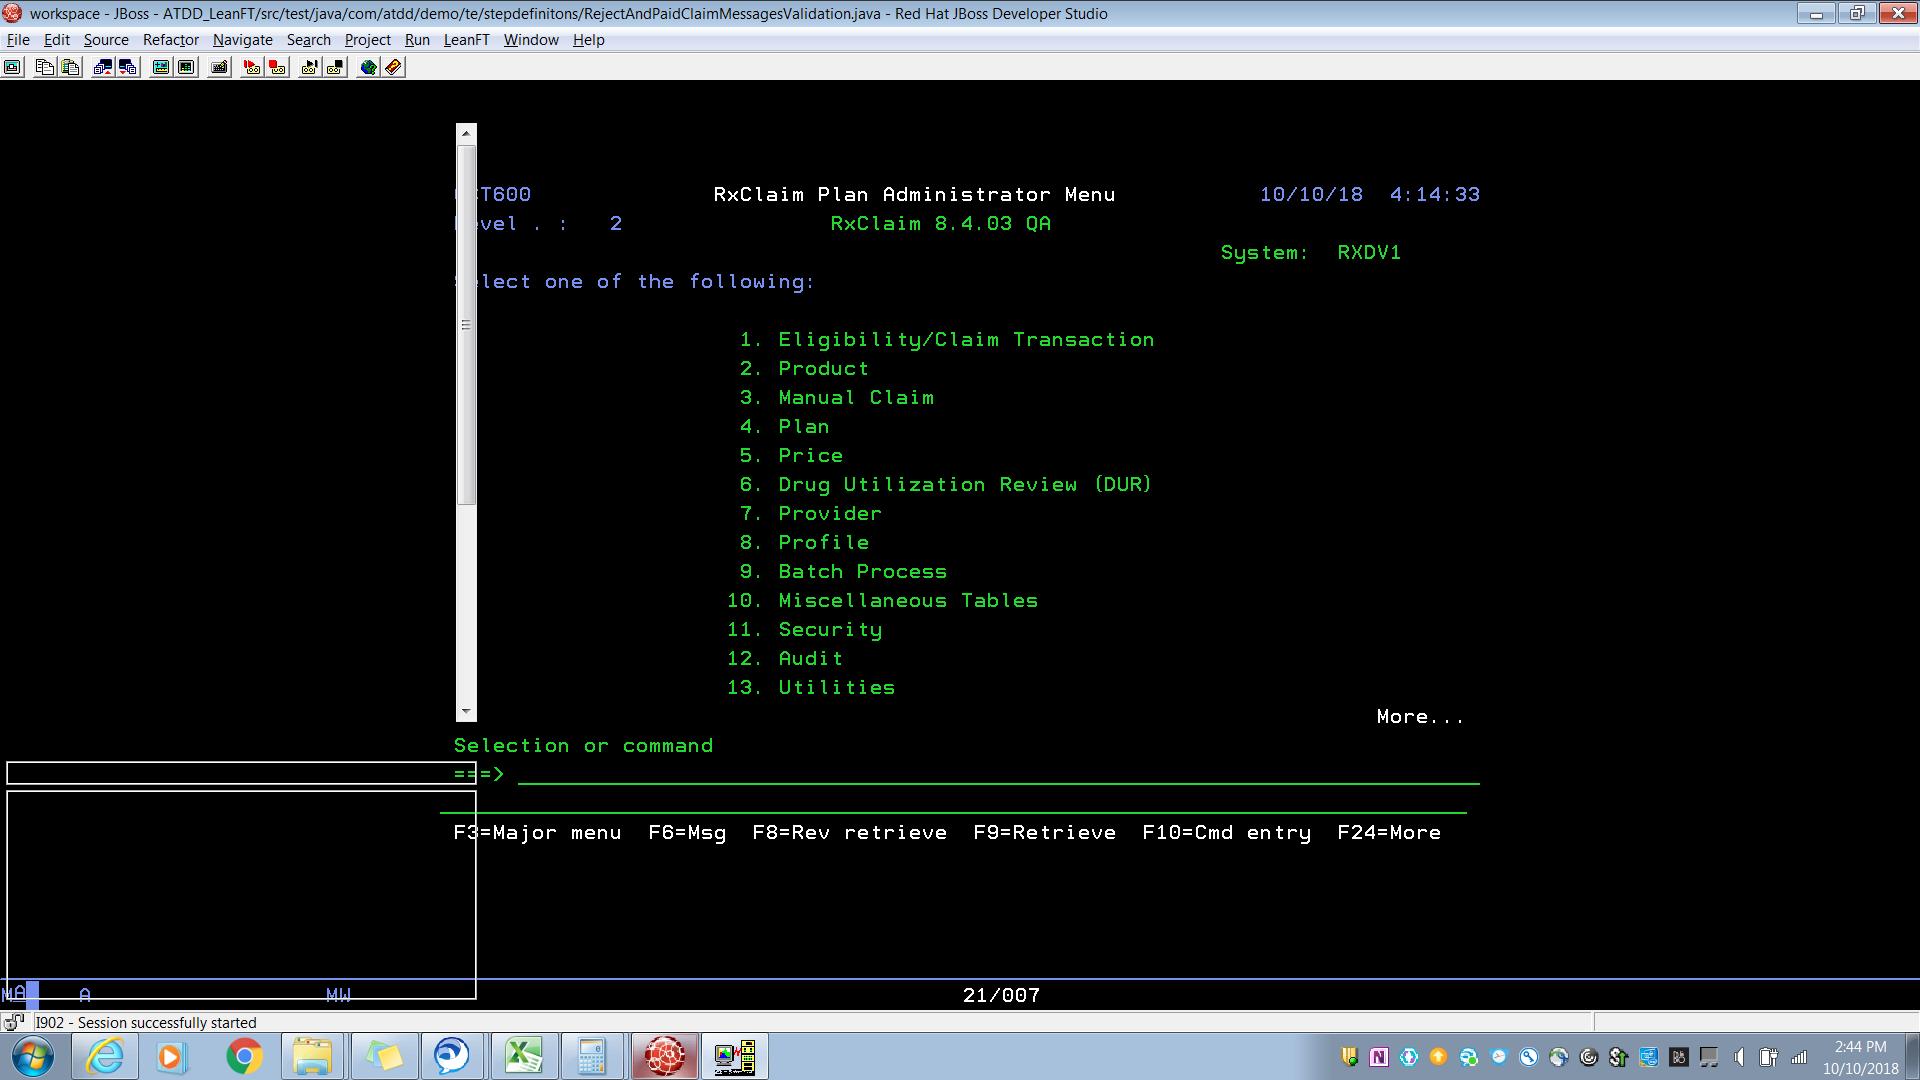 workspace - JBoss - ATDD_LeanFT/src/test/java/com/atdd/demo/te/stepdefinitons/RejectAndPaidClaimMessagesValidation.java - Red Hat JBoss Developer Studio
File Edit Source Refactor Navigate Search Project Run LeanFT Window Help
CT600 RxClaim Plan Administrator Menu 10/10/18 4:14:33
evel . : 2 RxClaim 8.4.03 QA
System: RXDV1
elect one of the following:
1. Eligibility/Claim Transaction
2. Product
3. Manual Claim
4. Plan
5. Price
6. Drug Utilization Review (DUR)
7. Provider
8. Profile
9. Batch Process
10. Miscellaneous Tables
11. Security
12. Audit
13. Utilities
More...
Selection or command
===>
F3=Major menu F6=Msg F8=Rev retrieve F9=Retrieve F10=Cmd entry F24=More
MA A MW 21/007
I902 - Session successfully started
2:44 PM
10/10/2018